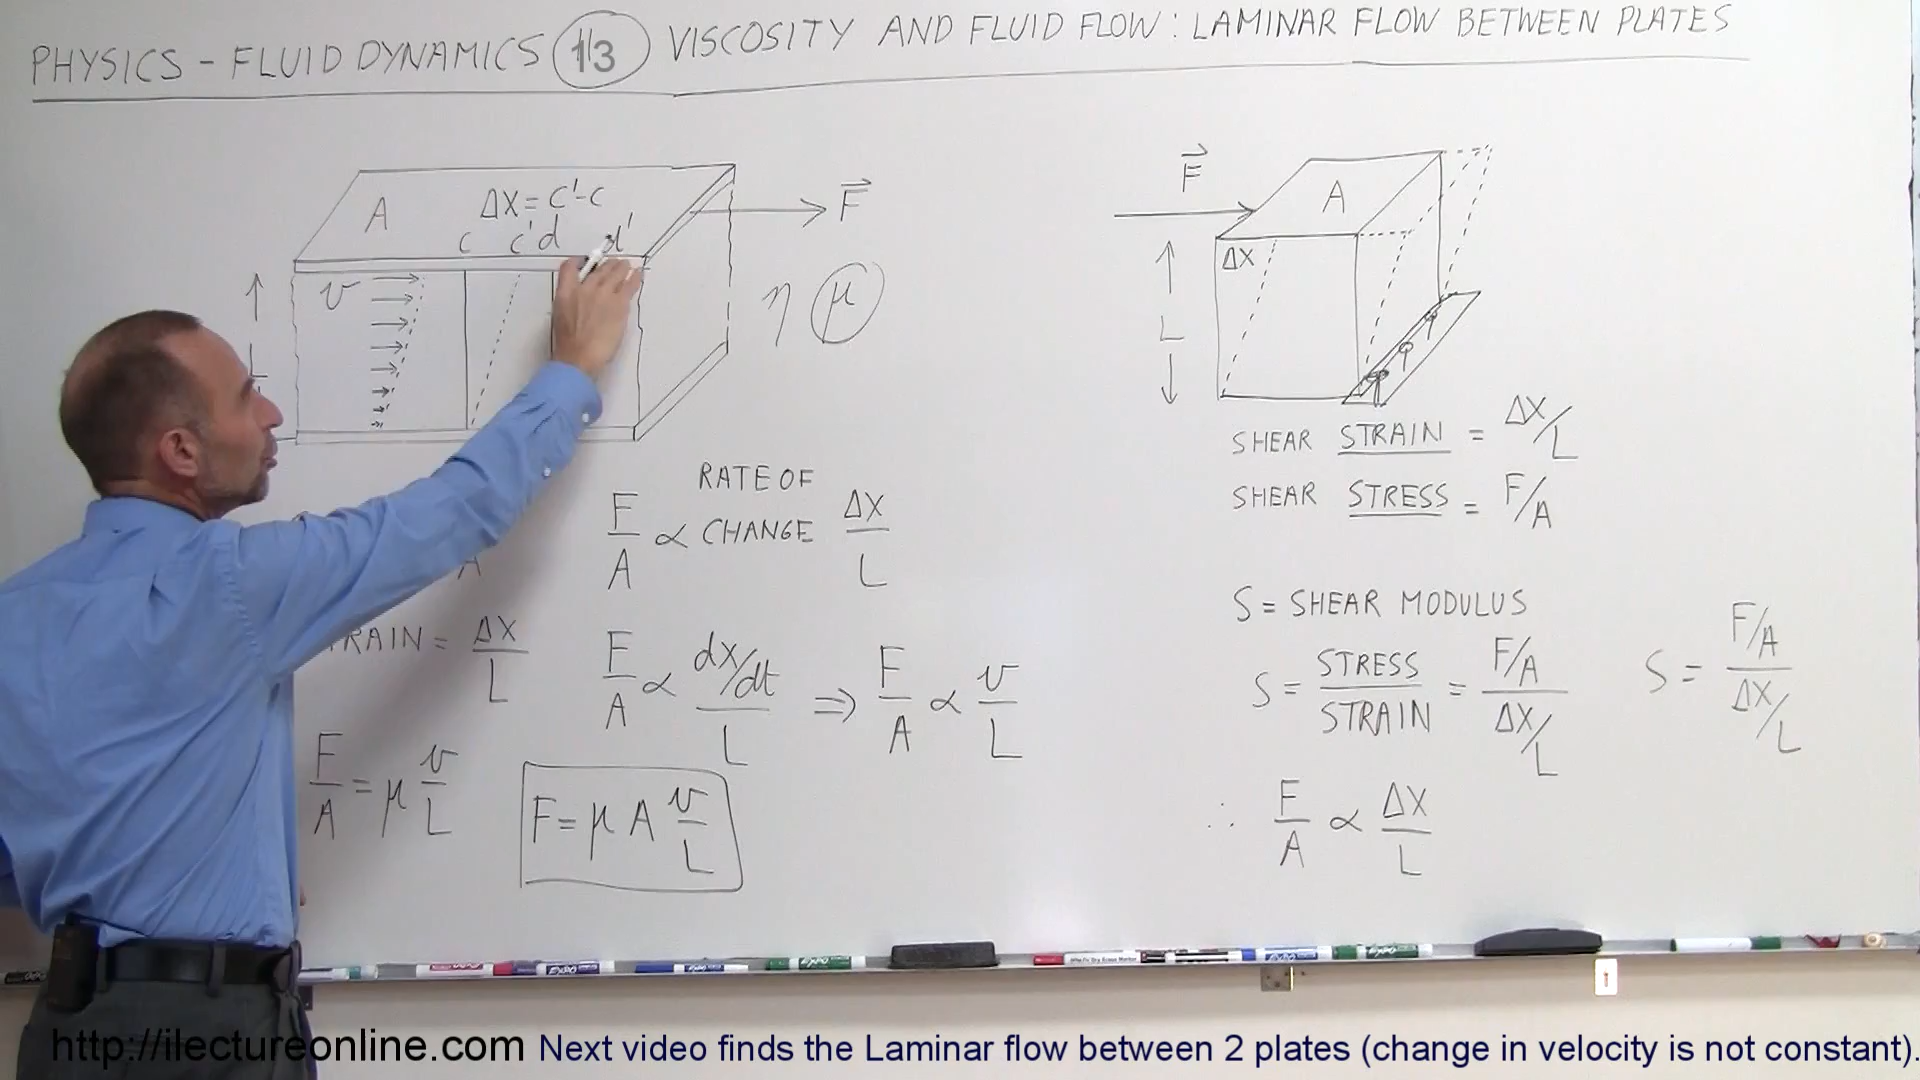 PHYSICS - FLUID DYNAMICS 13 VISCOSITY AND FLUID FLOW: LAMINAR FLOW BETWEEN PLATES
A
ΔX = c' - c
c c' d d'
F⃗
v
L
η μ
F⃗
A
ΔX
L
SHEAR STRAIN = ΔX/L
SHEAR STRESS = F/A
F/A ∝ RATE OF CHANGE ΔX/L
A
RAIN = ΔX/L
F/A ∝ dx/dt / L ⇒ F/A ∝ v/L
F/A = μ v/L
F = μ A v/L
S = SHEAR MODULUS
S = STRESS/STRAIN = F/A / ΔX/L
S = F/A / ΔX/L
∴ F/A ∝ ΔX/L
EXPO
http://ilectureonline.com Next video finds the Laminar flow between 2 plates (change in velocity is not constant).